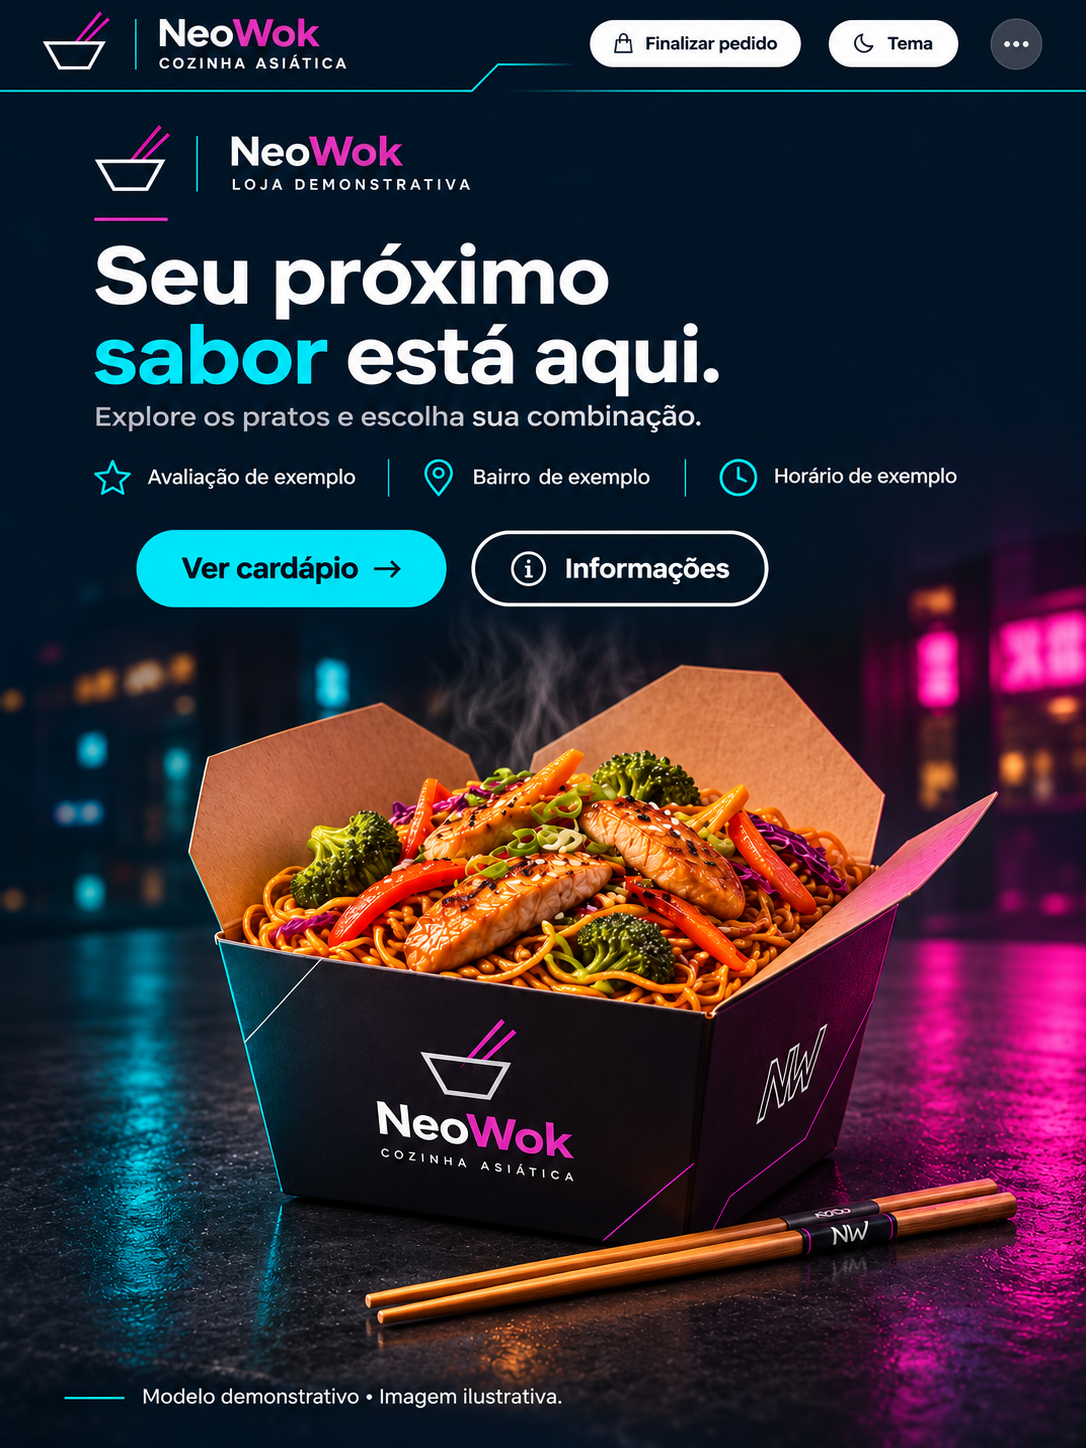 NeoWok
COZINHA ASIÁTICA
Finalizar pedido
Tema
NeoWok
LOJA DEMONSTRATIVA
Seu próximo
sabor está aqui.
Explore os pratos e escolha sua combinação.
Avaliação de exemplo
Bairro de exemplo
Horário de exemplo
Ver cardápio →
Informações
NeoWok
COZINHA ASIÁTICA
NW
NW
Modelo demonstrativo • Imagem ilustrativa.